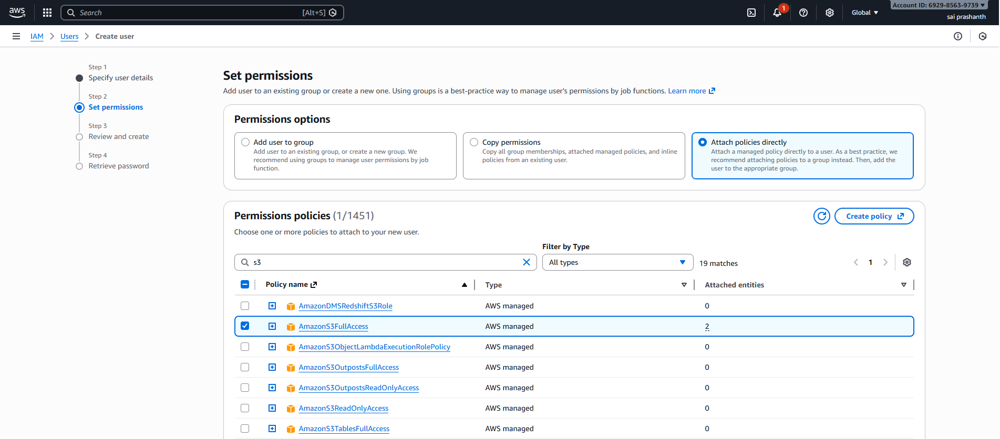 aws
Search [Alt+S]
1
Global
Account ID: 6929-8563-9739
sai prashanth
IAM > Users > Create user
Step 1
Specify user details
Step 2
Set permissions
Step 3
Review and create
Step 4
Retrieve password
Set permissions
Add user to an existing group or create a new one. Using groups is a best-practice way to manage user's permissions by job functions. Learn more
Permissions options
Add user to group
Add user to an existing group, or create a new group. We
recommend using groups to manage user permissions by job
function.
Copy permissions
Copy all group memberships, attached managed policies, and inline
policies from an existing user.
Attach policies directly
Attach a managed policy directly to a user. As a best practice, we
recommend attaching policies to a group instead. Then, add the
user to the appropriate group.
Permissions policies (1/1451)
Create policy
Choose one or more policies to attach to your new user.
Filter by Type
s3
All types
19 matches
1
Policy name Type Attached entities
AmazonDMSRedshiftS3Role AWS managed 0
AmazonS3FullAccess AWS managed 2
AmazonS3ObjectLambdaExecutionRolePolicy AWS managed 0
AmazonS3OutpostsFullAccess AWS managed 0
AmazonS3OutpostsReadOnlyAccess AWS managed 0
AmazonS3ReadOnlyAccess AWS managed 0
AmazonS3TablesFullAccess AWS managed 0